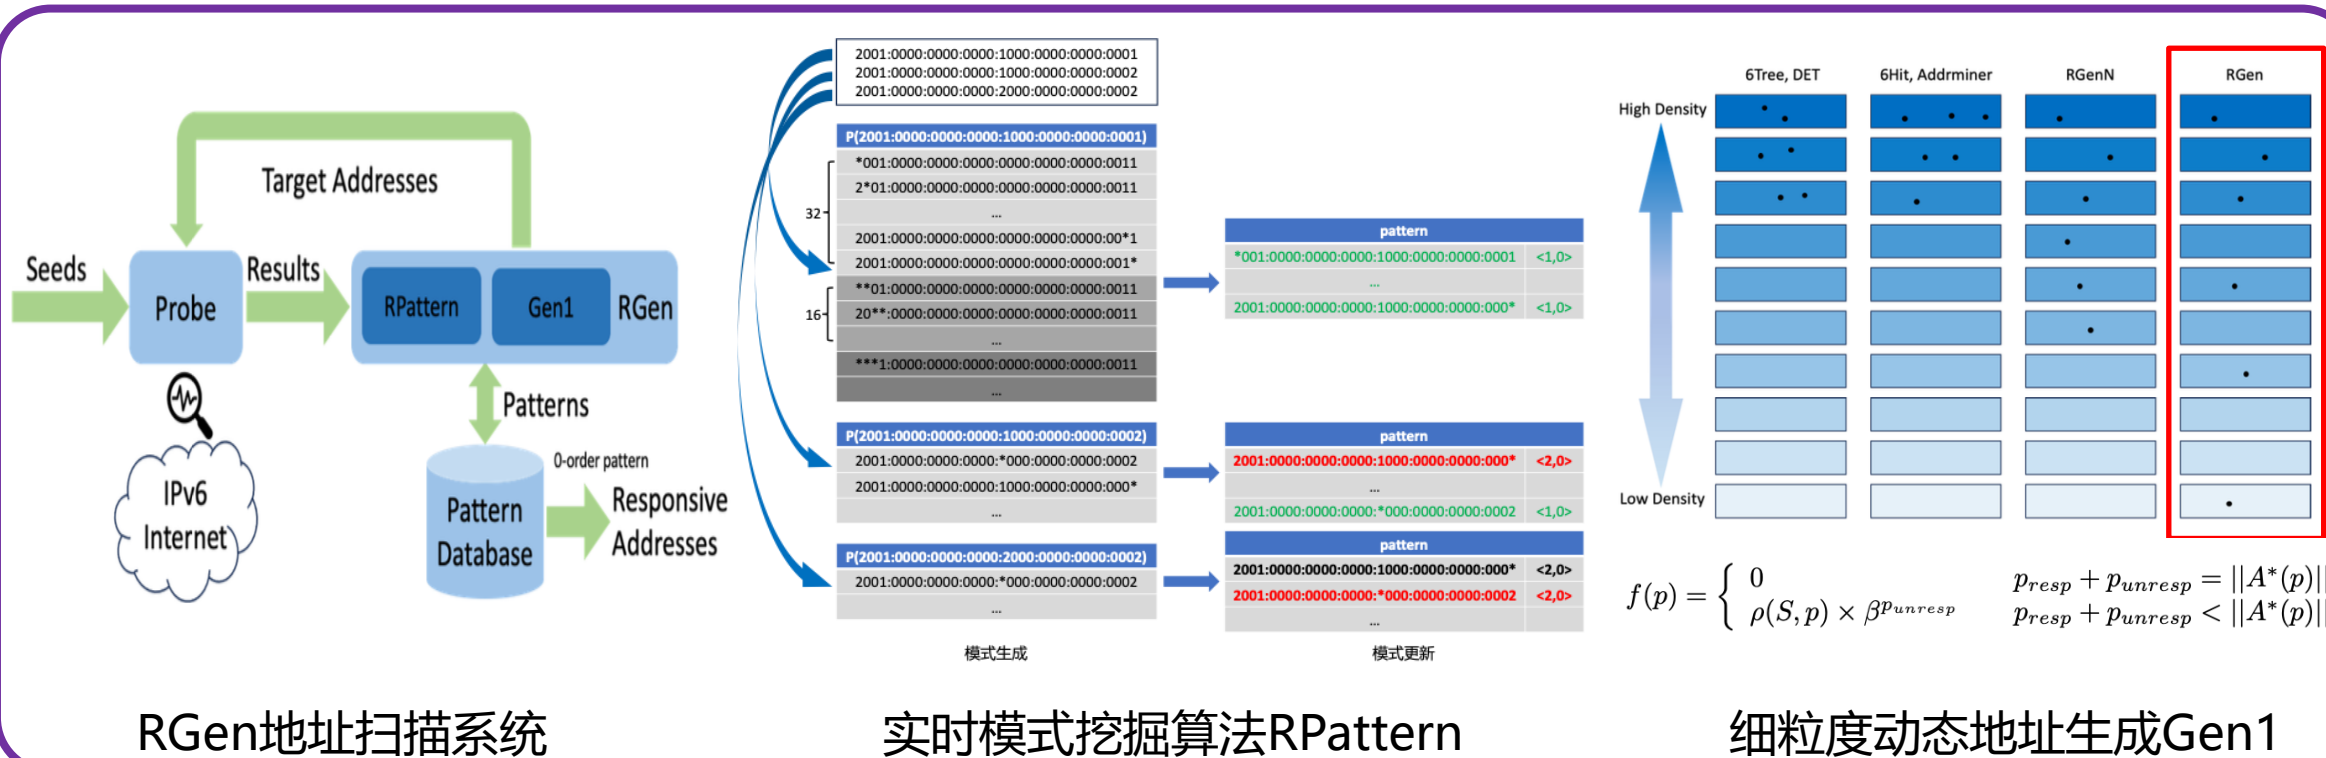 Target Addresses
Seeds
Probe
Results
RPattern
Gen1
RGen
Patterns
IPv6
Internet
0-order pattern
Pattern
Database
Responsive
Addresses
RGen地址扫描系统
2001:0000:0000:0000:1000:0000:0000:0001
2001:0000:0000:0000:1000:0000:0000:0002
2001:0000:0000:0000:2000:0000:0000:0002
P(2001:0000:0000:0000:1000:0000:0000:0001)
*001:0000:0000:0000:0000:0000:0000:0011
2*01:0000:0000:0000:0000:0000:0000:0011
...
32
2001:0000:0000:0000:0000:0000:0000:00*1
2001:0000:0000:0000:0000:0000:0000:001*
**01:0000:0000:0000:0000:0000:0000:0011
16
20**:0000:0000:0000:0000:0000:0000:0011
...
***1:0000:0000:0000:0000:0000:0000:0011
...
pattern
*001:0000:0000:0000:1000:0000:0000:0001 <1,0>
...
2001:0000:0000:0000:1000:0000:0000:000* <1,0>
P(2001:0000:0000:0000:1000:0000:0000:0002)
2001:0000:0000:0000:*000:0000:0000:0002
2001:0000:0000:0000:1000:0000:0000:000*
...
pattern
2001:0000:0000:0000:1000:0000:0000:000* <2,0>
...
2001:0000:0000:0000:*000:0000:0000:0002 <1,0>
P(2001:0000:0000:0000:2000:0000:0000:0002)
2001:0000:0000:0000:*000:0000:0000:0002
...
pattern
2001:0000:0000:0000:1000:0000:0000:000* <2,0>
2001:0000:0000:0000:*000:0000:0000:0002 <2,0>
...
模式生成
模式更新
实时模式挖掘算法RPattern
6Tree, DET
6Hit, Addrminer
RGenN
RGen
High Density
Low Density
f(p) = { 0 p_resp + p_unresp = ||A*(p)||
ρ(S, p) × β^p_unresp p_resp + p_unresp < ||A*(p)||
细粒度动态地址生成Gen1